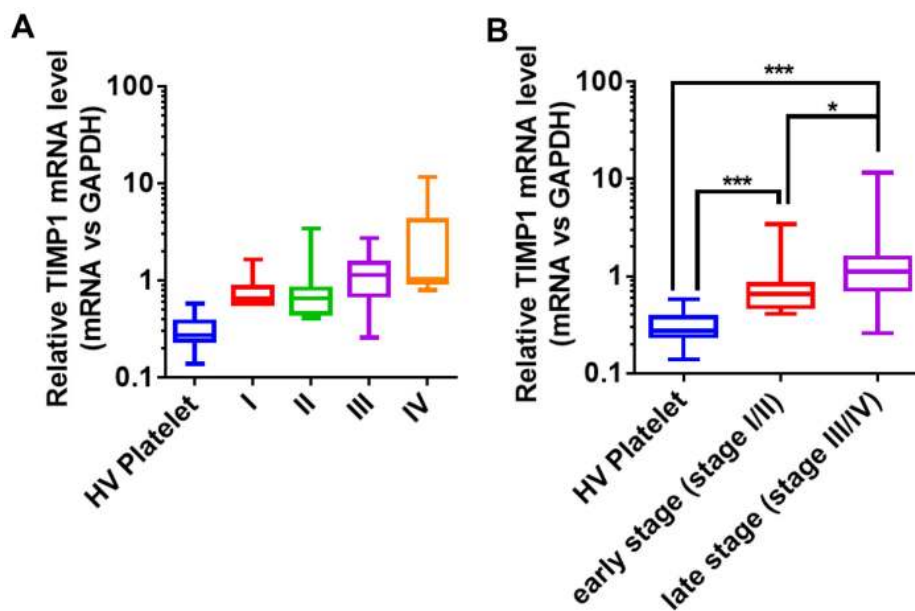 A
Relative TIMP1 mRNA level
(mRNA vs GAPDH)
100
10
1
0.1
HV Platelet
I
II
III
IV
B
Relative TIMP1 mRNA level
(mRNA vs GAPDH)
100
10
1
0.1
***
*
***
HV Platelet
early stage (stage I/II)
late stage (stage III/IV)